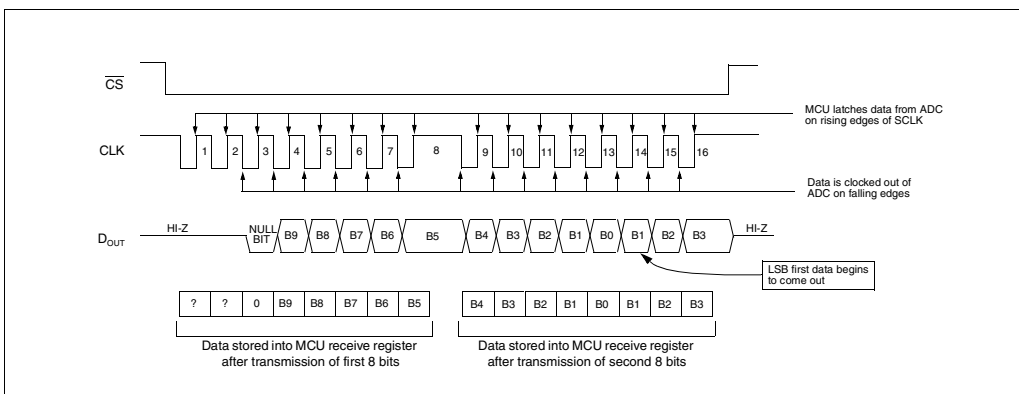 CS
MCU latches data from ADC
on rising edges of SCLK
CLK
1 2 3 4 5 6 7 8 9 10 11 12 13 14 15 16
Data is clocked out of
ADC on falling edges
DOUT
HI-Z
NULL
BIT
B9 B8 B7 B6 B5 B4 B3 B2 B1 B0 B1 B2 B3
HI-Z
LSB first data begins
to come out
? ? 0 B9 B8 B7 B6 B5
B4 B3 B2 B1 B0 B1 B2 B3
Data stored into MCU receive register
after transmission of first 8 bits
Data stored into MCU receive register
after transmission of second 8 bits